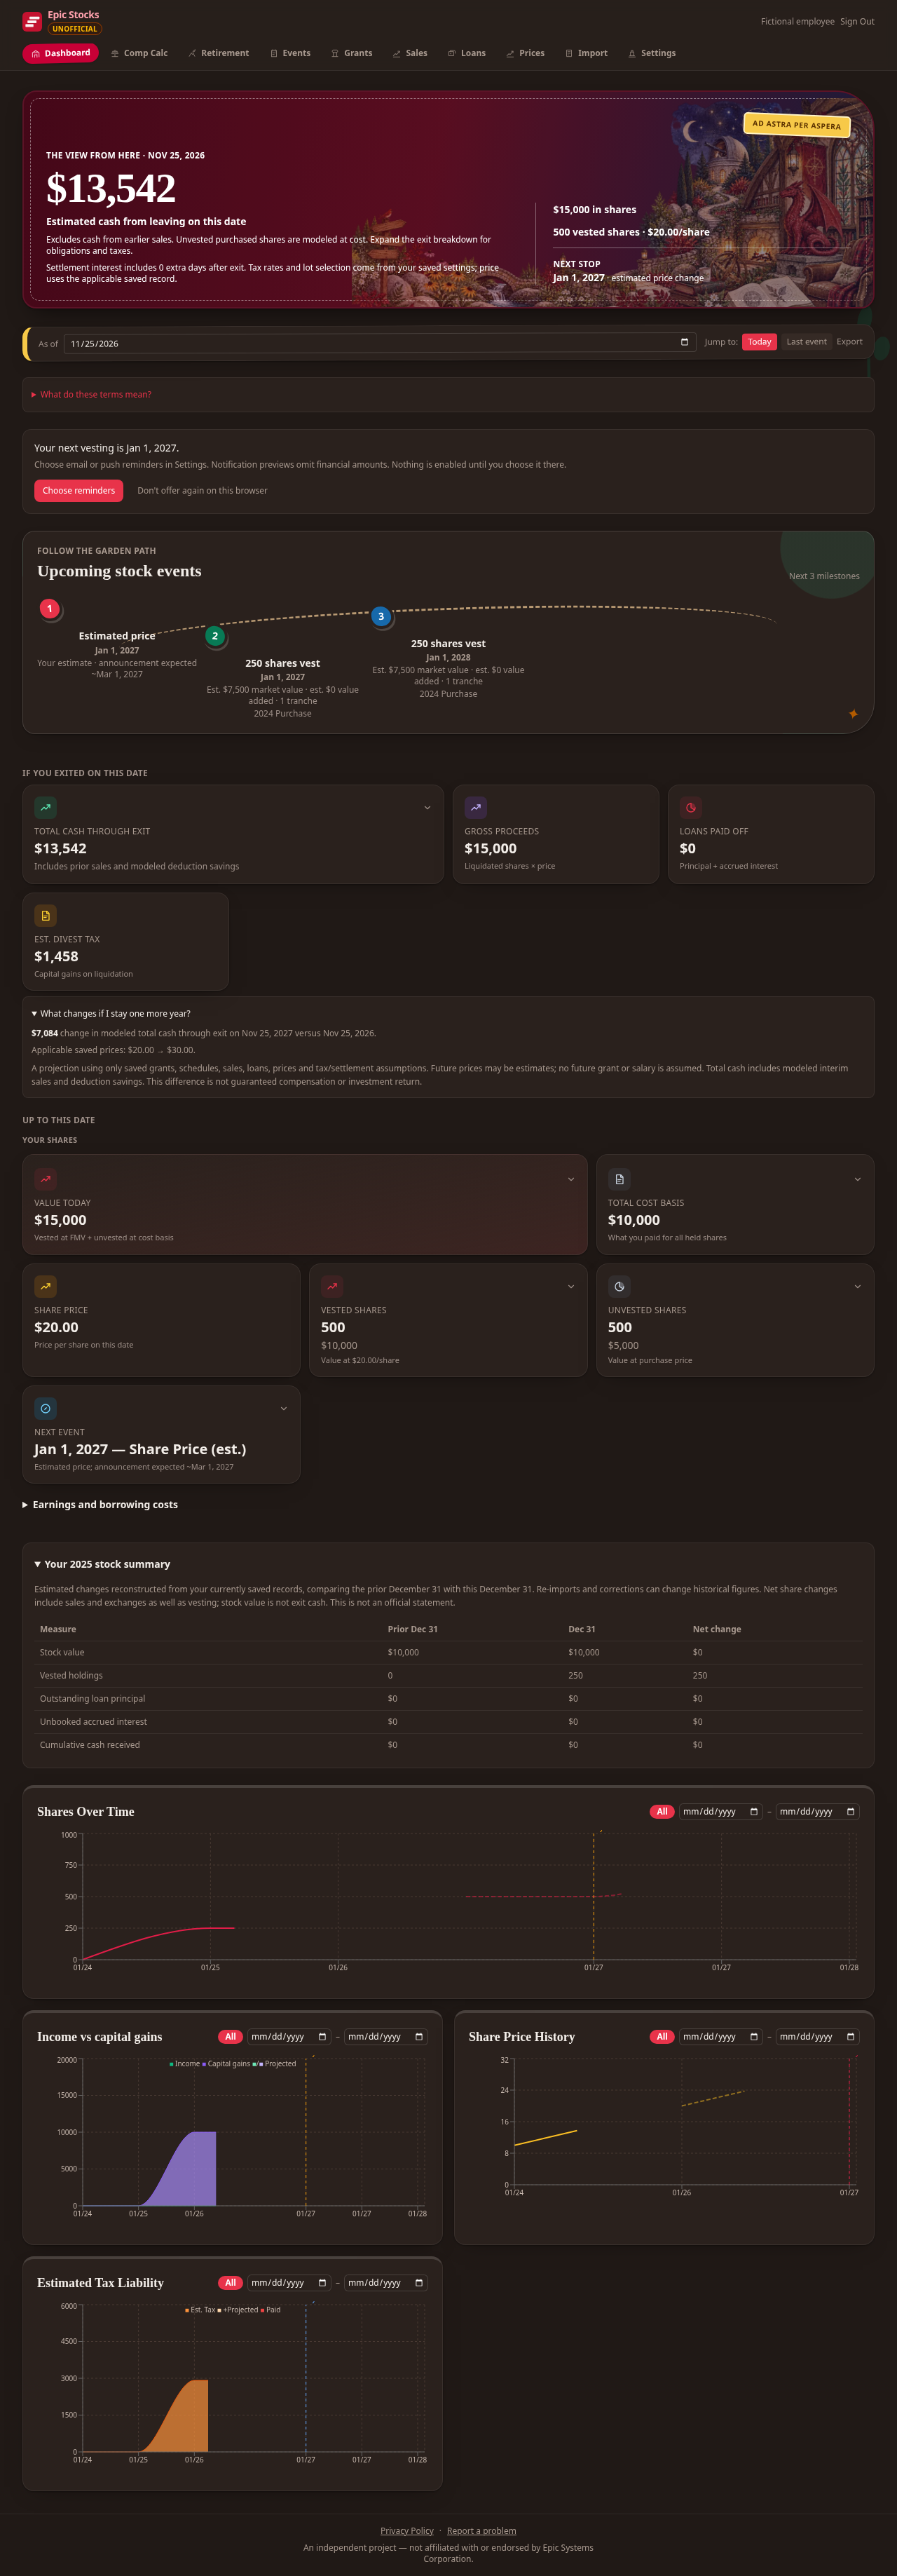 Epic Stocks
UNOFFICIAL
Fictional employee Sign Out
Dashboard Comp Calc Retirement Events Grants Sales Loans Prices Import Settings
AD ASTRA PER ASPERA
THE VIEW FROM HERE · NOV 25, 2026
$13,542
Estimated cash from leaving on this date
Excludes cash from earlier sales. Unvested purchased shares are modeled at cost. Expand the exit breakdown for
obligations and taxes.
Settlement interest includes 0 extra days after exit. Tax rates and lot selection come from your saved settings; price
uses the applicable saved record.
$15,000 in shares
500 vested shares · $20.00/share
NEXT STOP
Jan 1, 2027 · estimated price change
As of 11/25/2026 Jump to: Today Last event Export
What do these terms mean?
Your next vesting is Jan 1, 2027.
Choose email or push reminders in Settings. Notification previews omit financial amounts. Nothing is enabled until you choose it there.
Choose reminders Don't offer again on this browser
FOLLOW THE GARDEN PATH
Upcoming stock events
Next 3 milestones
1
Estimated price
Jan 1, 2027
Your estimate · announcement expected
~Mar 1, 2027
2
250 shares vest
Jan 1, 2027
Est. $7,500 market value · est. $0 value
added · 1 tranche
2024 Purchase
3
250 shares vest
Jan 1, 2028
Est. $7,500 market value · est. $0 value
added · 1 tranche
2024 Purchase
IF YOU EXITED ON THIS DATE
TOTAL CASH THROUGH EXIT
$13,542
Includes prior sales and modeled deduction savings
GROSS PROCEEDS
$15,000
Liquidated shares × price
LOANS PAID OFF
$0
Principal + accrued interest
EST. DIVEST TAX
$1,458
Capital gains on liquidation
What changes if I stay one more year?
$7,084 change in modeled total cash through exit on Nov 25, 2027 versus Nov 25, 2026.
Applicable saved prices: $20.00 → $30.00.
A projection using only saved grants, schedules, sales, loans, prices and tax/settlement assumptions. Future prices may be estimates; no future grant or salary is assumed. Total cash includes modeled interim
sales and deduction savings. This difference is not guaranteed compensation or investment return.
UP TO THIS DATE
YOUR SHARES
VALUE TODAY
$15,000
Vested at FMV + unvested at cost basis
TOTAL COST BASIS
$10,000
What you paid for all held shares
SHARE PRICE
$20.00
Price per share on this date
VESTED SHARES
500
$10,000
Value at $20.00/share
UNVESTED SHARES
500
$5,000
Value at purchase price
NEXT EVENT
Jan 1, 2027 — Share Price (est.)
Estimated price; announcement expected ~Mar 1, 2027
Earnings and borrowing costs
Your 2025 stock summary
Estimated changes reconstructed from your currently saved records, comparing the prior December 31 with this December 31. Re-imports and corrections can change historical figures. Net share changes
include sales and exchanges as well as vesting; stock value is not exit cash. This is not an official statement.
Measure Prior Dec 31 Dec 31 Net change
Stock value $10,000 $10,000 $0
Vested holdings 0 250 250
Outstanding loan principal $0 $0 $0
Unbooked accrued interest $0 $0 $0
Cumulative cash received $0 $0 $0
Shares Over Time
All mm/dd/yyyy – mm/dd/yyyy
1000
750
500
250
0
01/24 01/25 01/26 01/27 01/27 01/28
Income vs capital gains
All mm/dd/yyyy – mm/dd/yyyy
Income Capital gains / Projected
20000
15000
10000
5000
0
01/24 01/25 01/26 01/27 01/27 01/28
Share Price History
All mm/dd/yyyy – mm/dd/yyyy
32
24
16
8
0
01/24 01/26 01/27
Estimated Tax Liability
All mm/dd/yyyy – mm/dd/yyyy
Est. Tax +Projected Paid
6000
4500
3000
1500
0
01/24 01/25 01/26 01/27 01/27 01/28
Privacy Policy · Report a problem
An independent project — not affiliated with or endorsed by Epic Systems
Corporation.